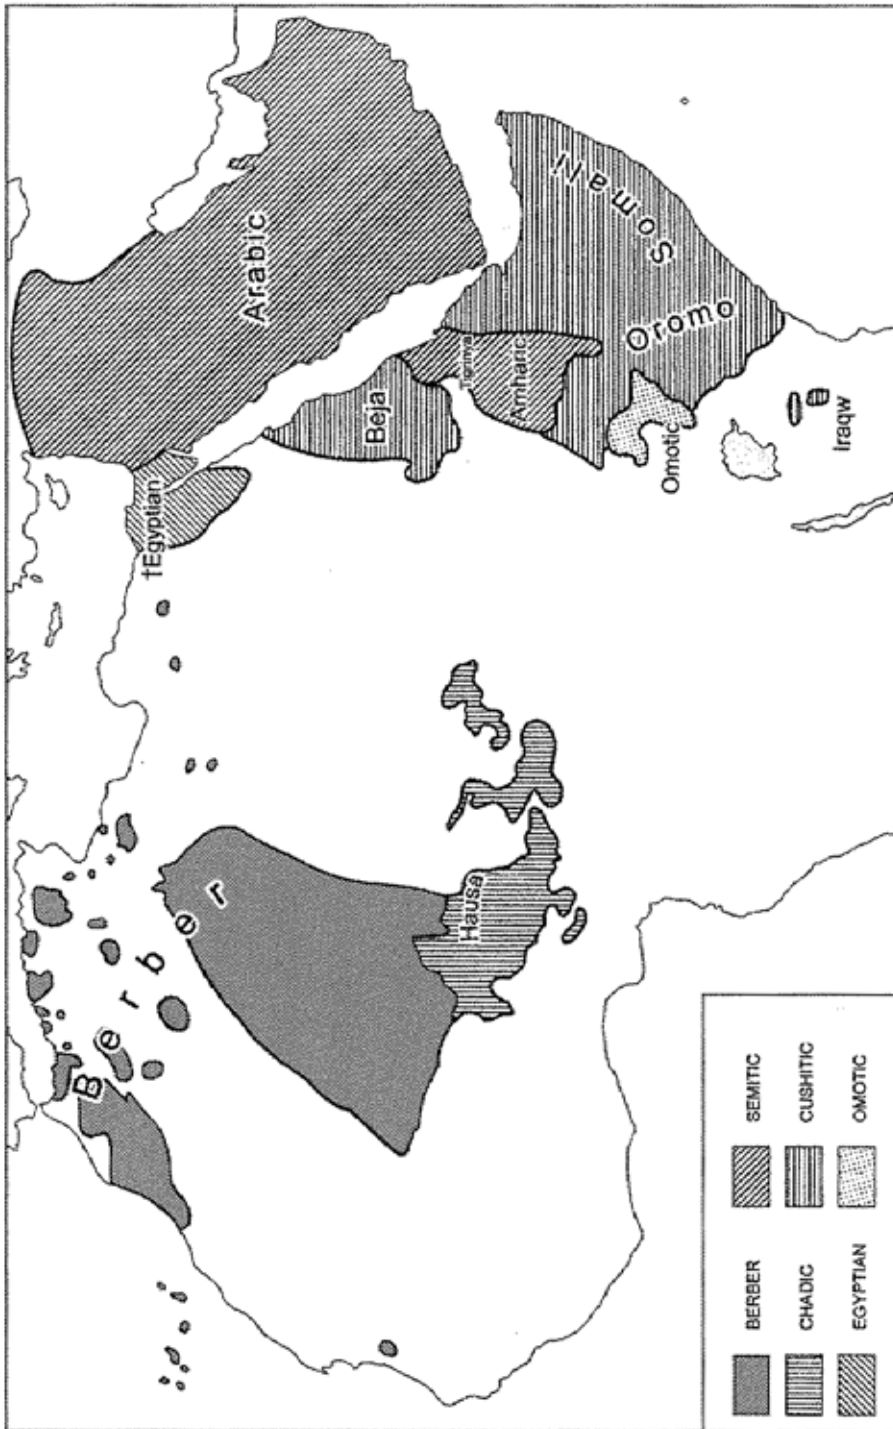 Arabic
Somali
Oromo
Tigrinya
Amharic
Beja
Omotic
Iraqw
†Egyptian
Berber
Hausa
BERBER
SEMITIC
CHADIC
CUSHITIC
EGYPTIAN
OMOTIC